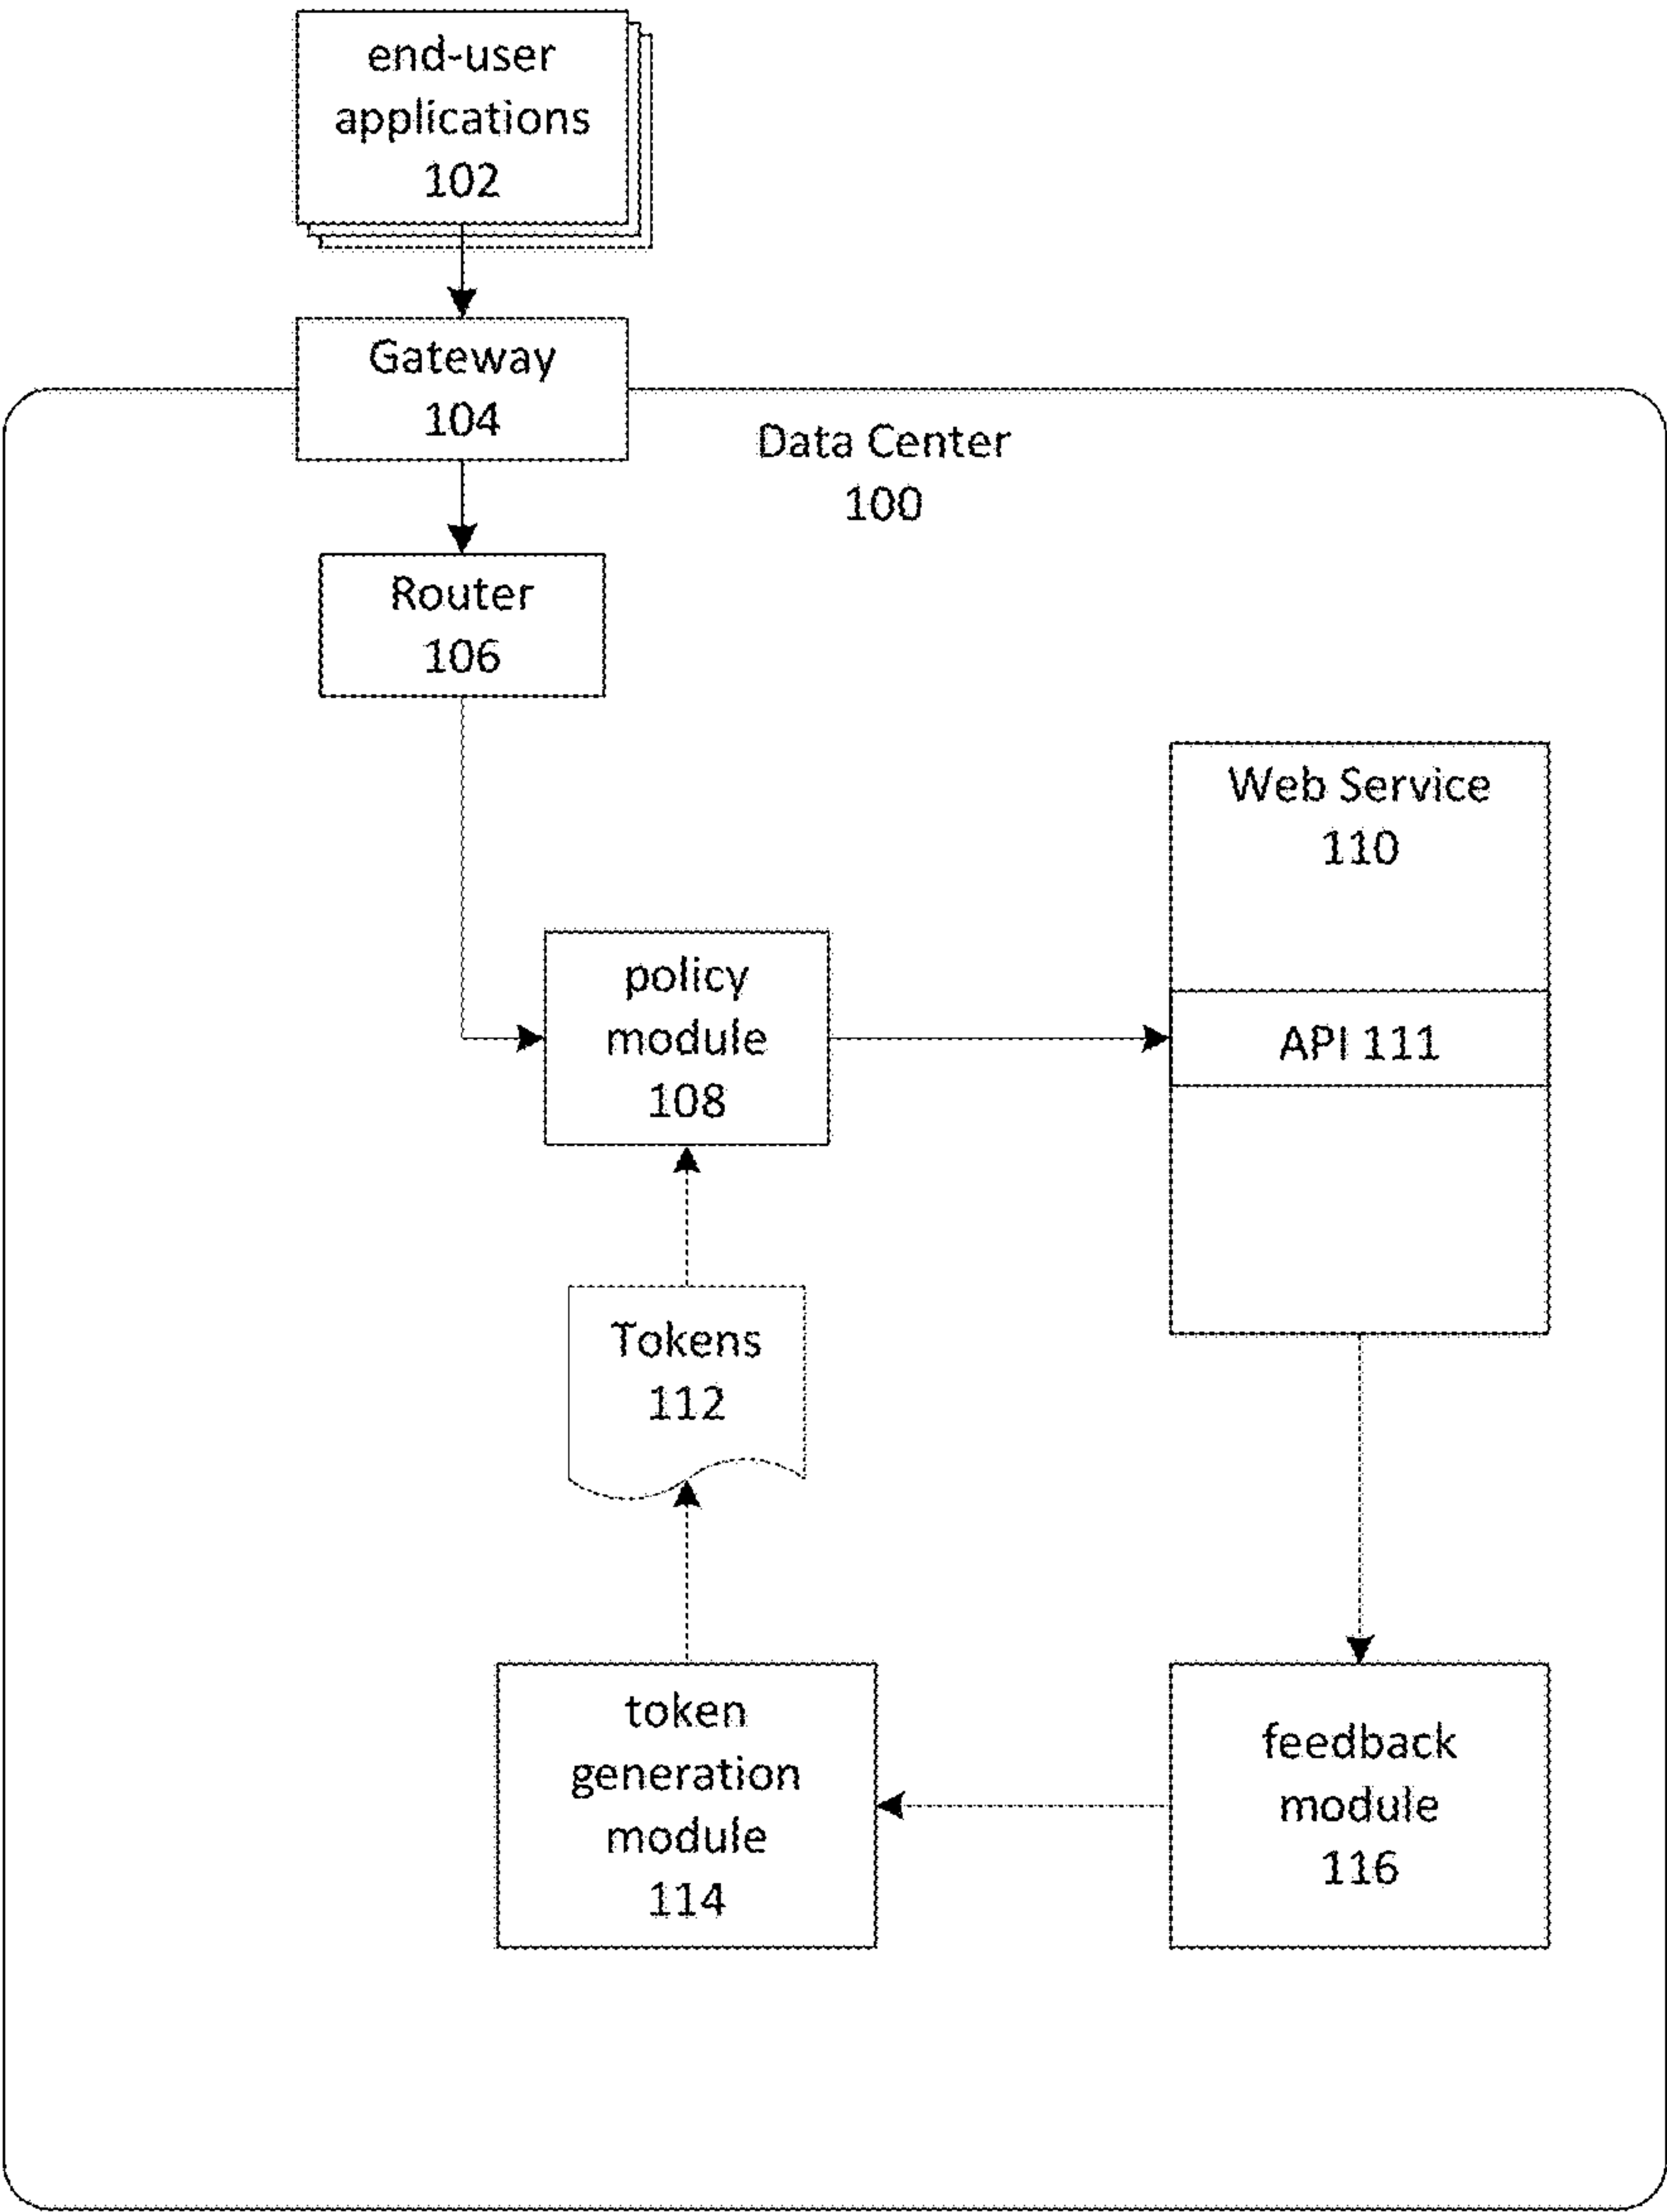 end-user
applications
102
Gateway
104
Data Center
100
Router
106
Web Service
110
policy
module
108
API 111
Tokens
112
token
generation
module
114
feedback
module
116